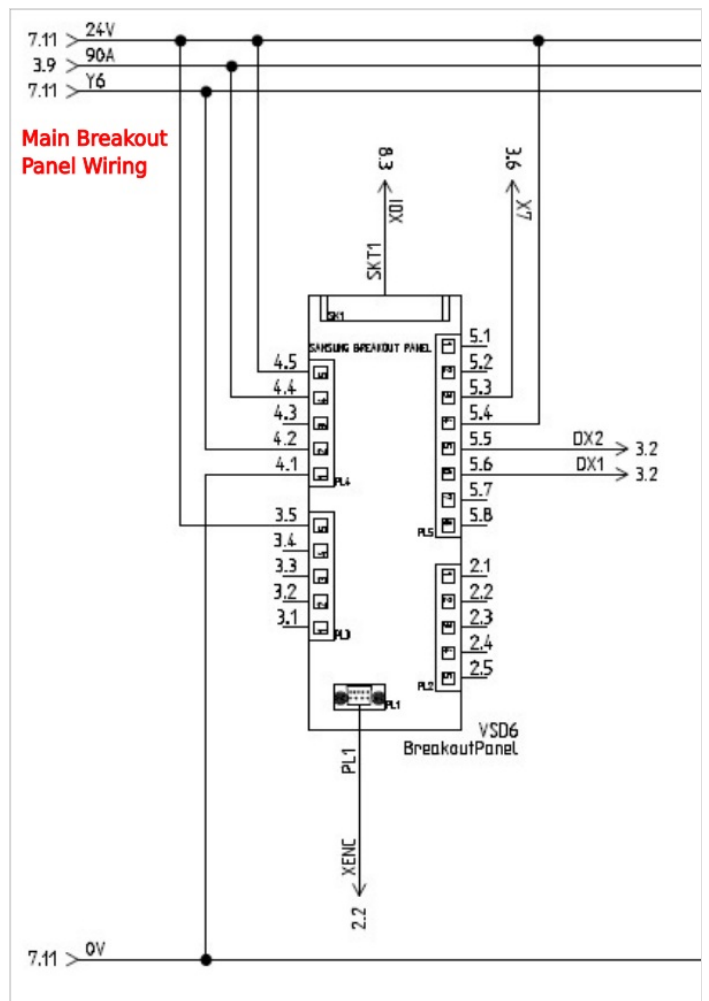 7.11 24V
3.9 90A
7.11 Y6
Main Breakout
Panel Wiring
8.3
3.6
XDI
X7
SKT1
SK1
SAMSUNG BREAKOUT PANEL
5.1
4.5 5.2
4.4 5.3
4.3 5.4
4.2 5.5 DX2 3.2
4.1 5.6 DX1 3.2
PL4 5.7
3.5 5.8
PL5
3.4
3.3 2.1
3.2 2.2
3.1 2.3
PL3 2.4
2.5
PL2
PL1
VSD6
BreakoutPanel
PL1
XENC
2.2
7.11 0V